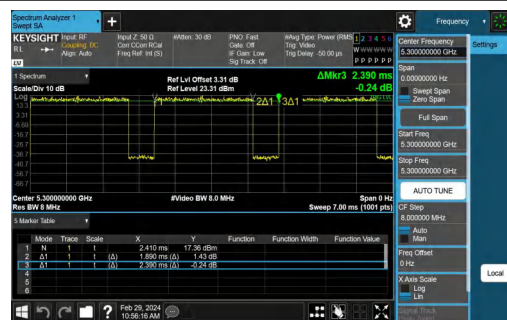 Spectrum Analyzer 1
Swept SA
Frequency
KEYSIGHT
RL
Input: RF
Coupling: DC
Align: Auto
Input Z: 50 Ω
Corr CCorr RCal
Freq Ref: Int (S)
#Atten: 30 dB
PNO: Fast
Gate: Off
IF Gain: Low
Sig Track: Off
#Avg Type: Power (RMS)
Trig: Video
Trig Delay -50.00 µs
1 2 3 4 5 6
W W W W W W
P P P P P P
LXI
Center Frequency
5.300000000 GHz
Settings
Span
0.00000000 Hz
Swept Span
Zero Span
Full Span
Start Freq
5.300000000 GHz
Stop Freq
5.300000000 GHz
AUTO TUNE
CF Step
8.000000 MHz
Auto
Man
Freq Offset
0 Hz
X Axis Scale
Log
Lin
Signal Track
Local
1 Spectrum
Scale/Div 10 dB
Ref Lvl Offset 3.31 dB
Ref Level 23.31 dBm
ΔMkr3 2.390 ms
-0.24 dB
Log
13.3
3.31
-6.69
-16.7
-26.7
-36.7
-46.7
-56.7
-66.7
2Δ1
3Δ1
Center 5.300000000 GHz
Res BW 8 MHz
#Video BW 8.0 MHz
Span 0 Hz
Sweep 7.00 ms (1001 pts)
5 Marker Table
Mode Trace Scale X Y Function Function Width Function Value
1 N 1 t 2.410 ms 17.36 dBm
2 Δ1 1 t (Δ) 1.890 ms (Δ) 1.43 dB
3 Δ1 1 t (Δ) 2.390 ms (Δ) -0.24 dB
4
5
6
?
Feb 29, 2024
10:56:16 AM